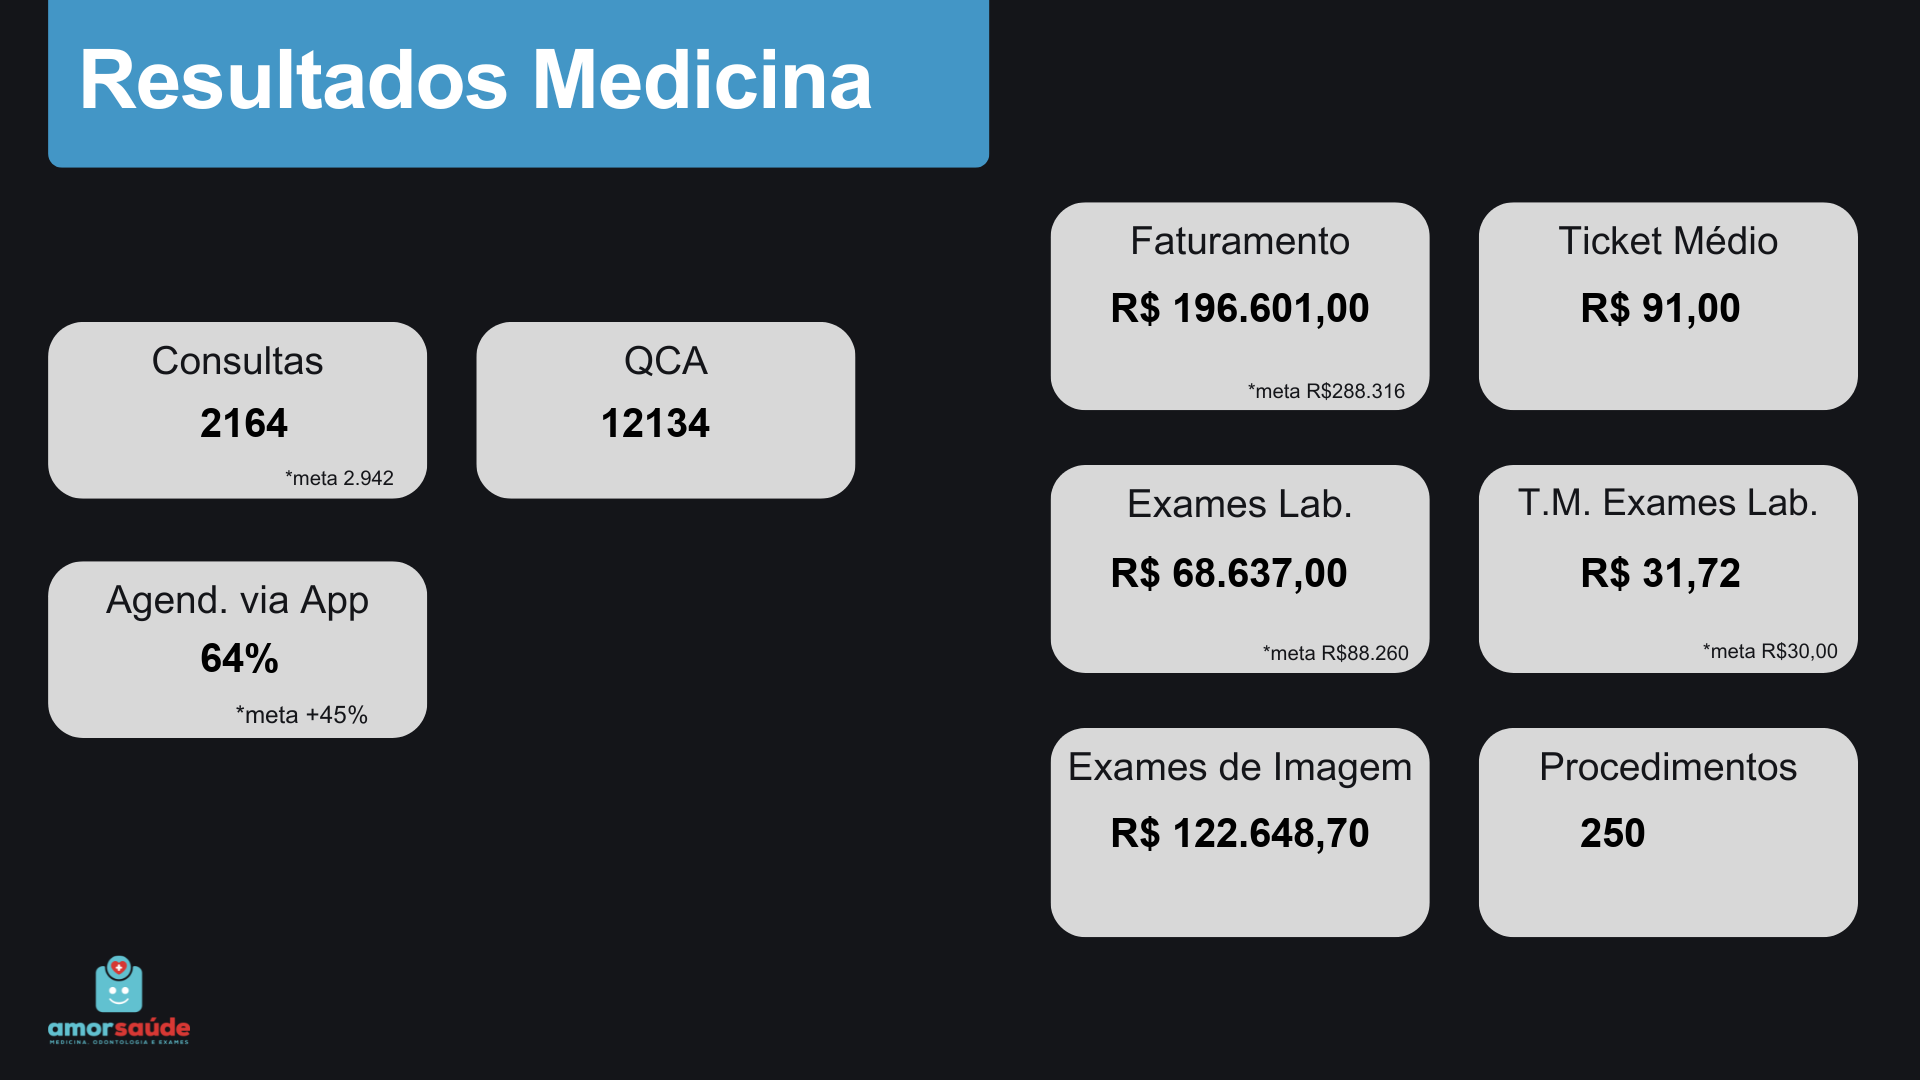 Resultados Medicina
Consultas
2164
*meta 2.942
QCA
12134
Agend. via App
64%
*meta +45%
Faturamento
R$ 196.601,00
*meta R$288.316
Ticket Médio
R$ 91,00
Exames Lab.
R$ 68.637,00
*meta R$88.260
T.M. Exames Lab.
R$ 31,72
*meta R$30,00
Exames de Imagem
R$ 122.648,70
Procedimentos
250
amorsaúde
MEDICINA, ODONTOLOGIA E EXAMES